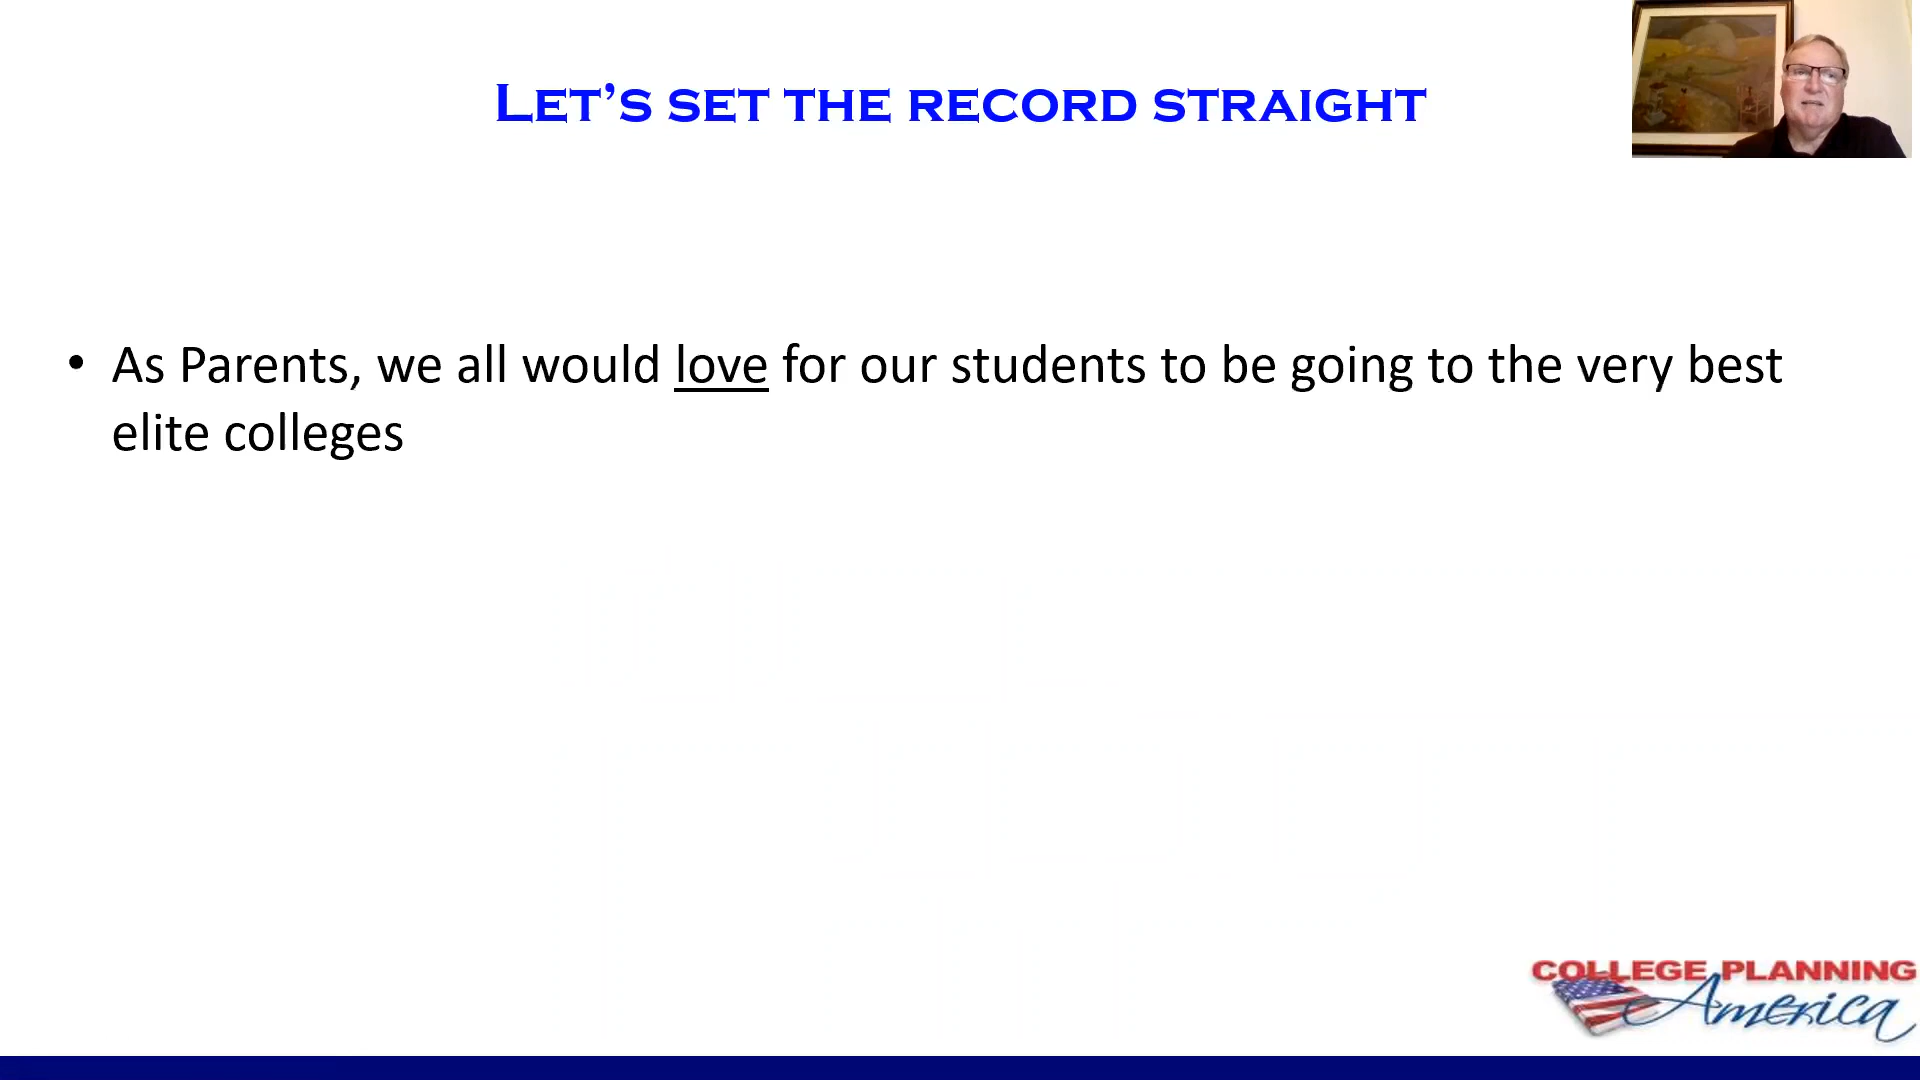 LET’S SET THE RECORD STRAIGHT
• As Parents, we all would love for our students to be going to the very best
elite colleges
COLLEGE PLANNING
America